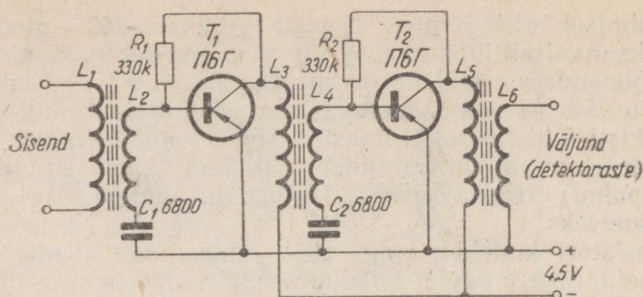 T₁
П6Г
T₂
П6Г
R₁
330k
R₂
330k
L₁
L₂
L₃
L₄
L₅
L₆
Sisend
Väljund
(detektoraste)
C₁ 6800
C₂ 6800
+
4,5V
−